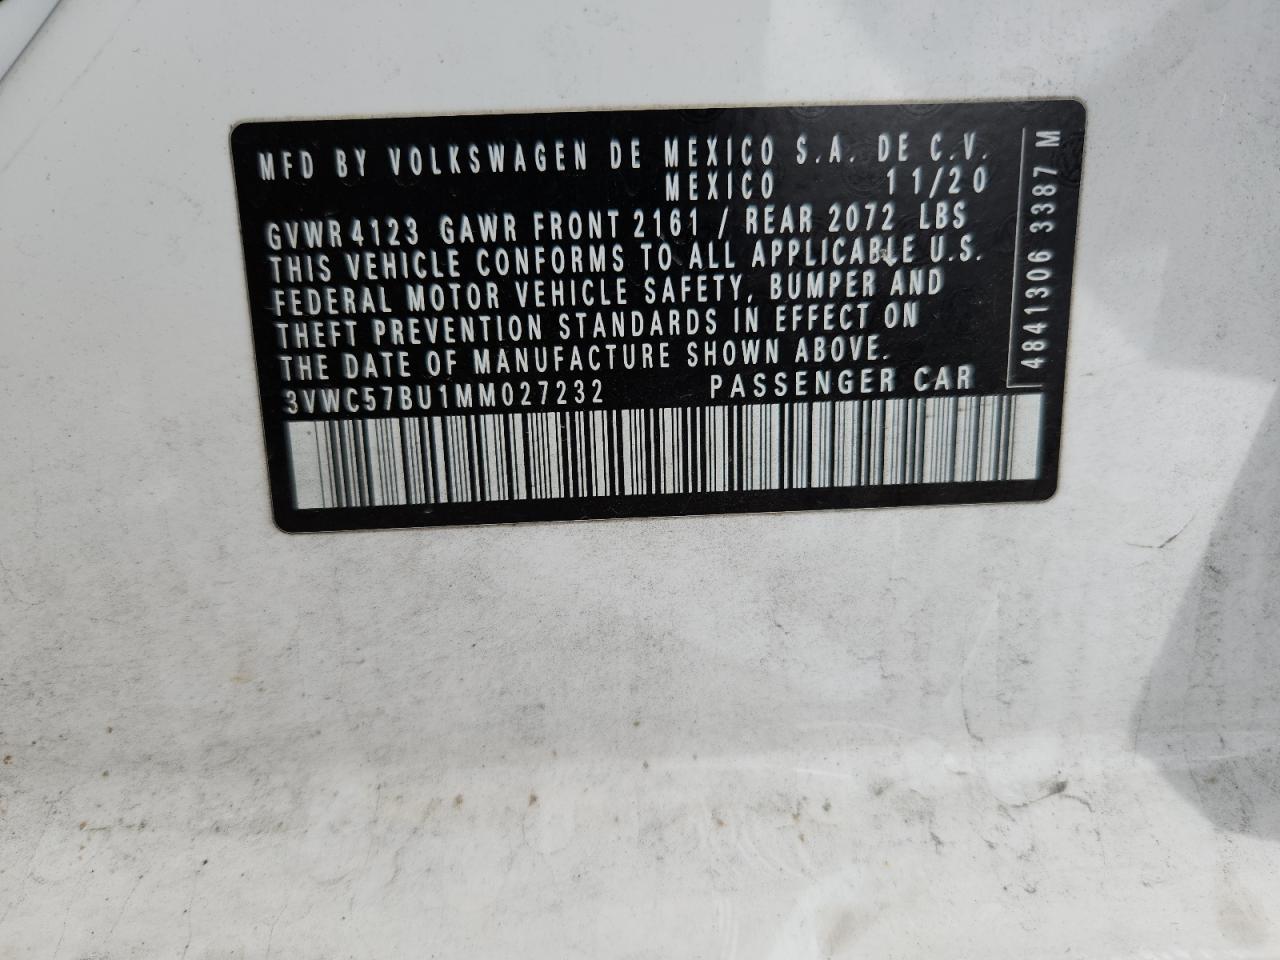 MFD BY VOLKSWAGEN DE MEXICO S.A. DE C.V.
MEXICO 11/20
GVWR 4123 GAWR FRONT 2161 / REAR 2072 LBS
THIS VEHICLE CONFORMS TO ALL APPLICABLE U.S.
FEDERAL MOTOR VEHICLE SAFETY, BUMPER AND
THEFT PREVENTION STANDARDS IN EFFECT ON
THE DATE OF MANUFACTURE SHOWN ABOVE.
3VWC57BU1MM027232 PASSENGER CAR
4841306 3387 M